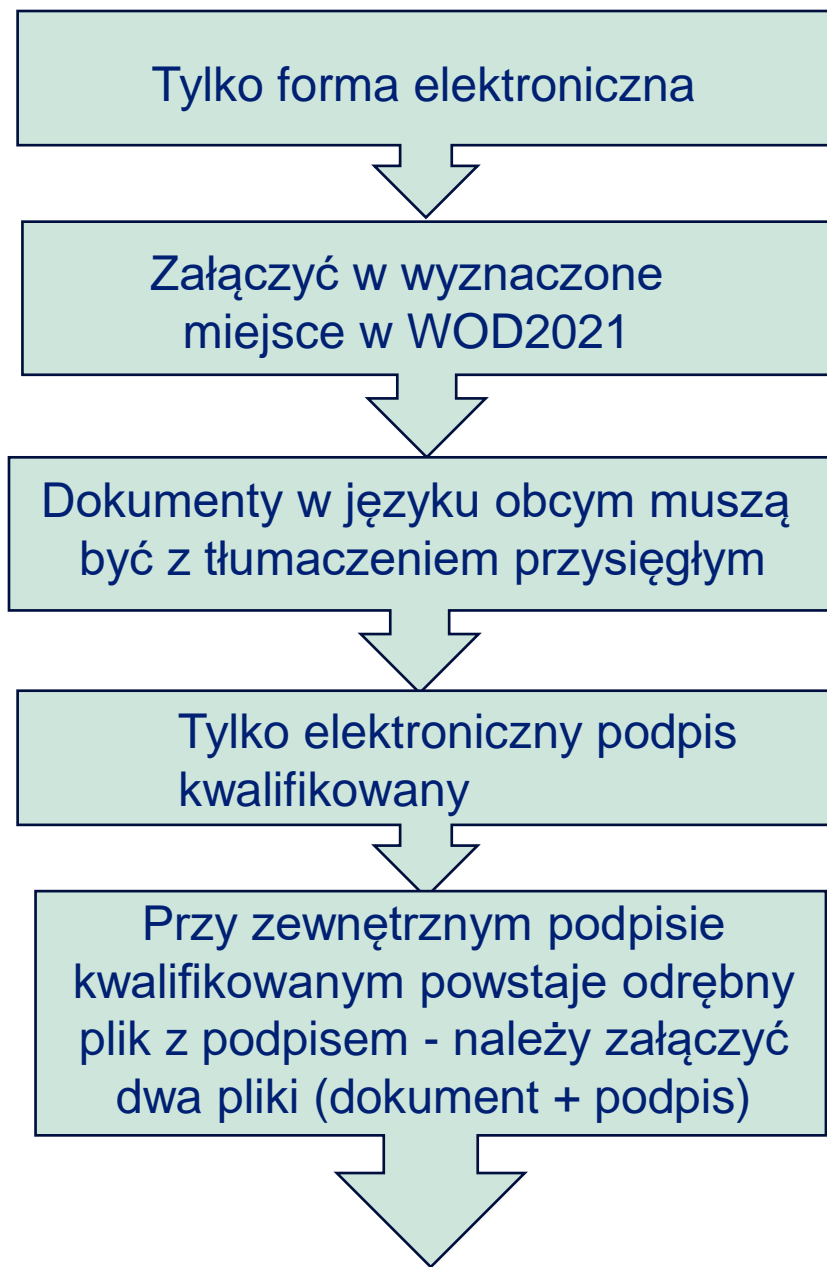 Tylko forma elektroniczna
Załączyć w wyznaczone
miejsce w WOD2021
Dokumenty w języku obcym muszą
być z tłumaczeniem przysięgłym
Tylko elektroniczny podpis
kwalifikowany
Przy zewnętrznym podpisie
kwalifikowanym powstaje odrębny
plik z podpisem - należy załączyć
dwa pliki (dokument + podpis)